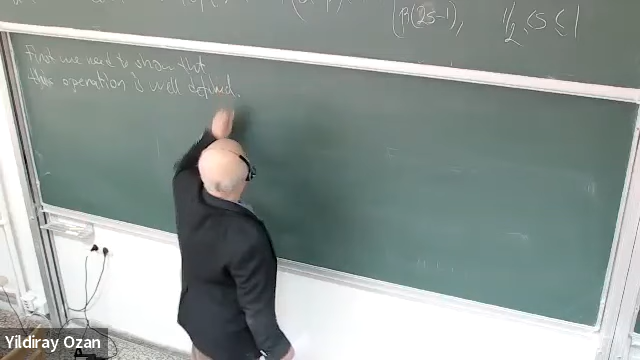 β(2s-1), 1/2 ≤ s ≤ 1
First we need to show that
this operation is well defined.
Yildiray Ozan